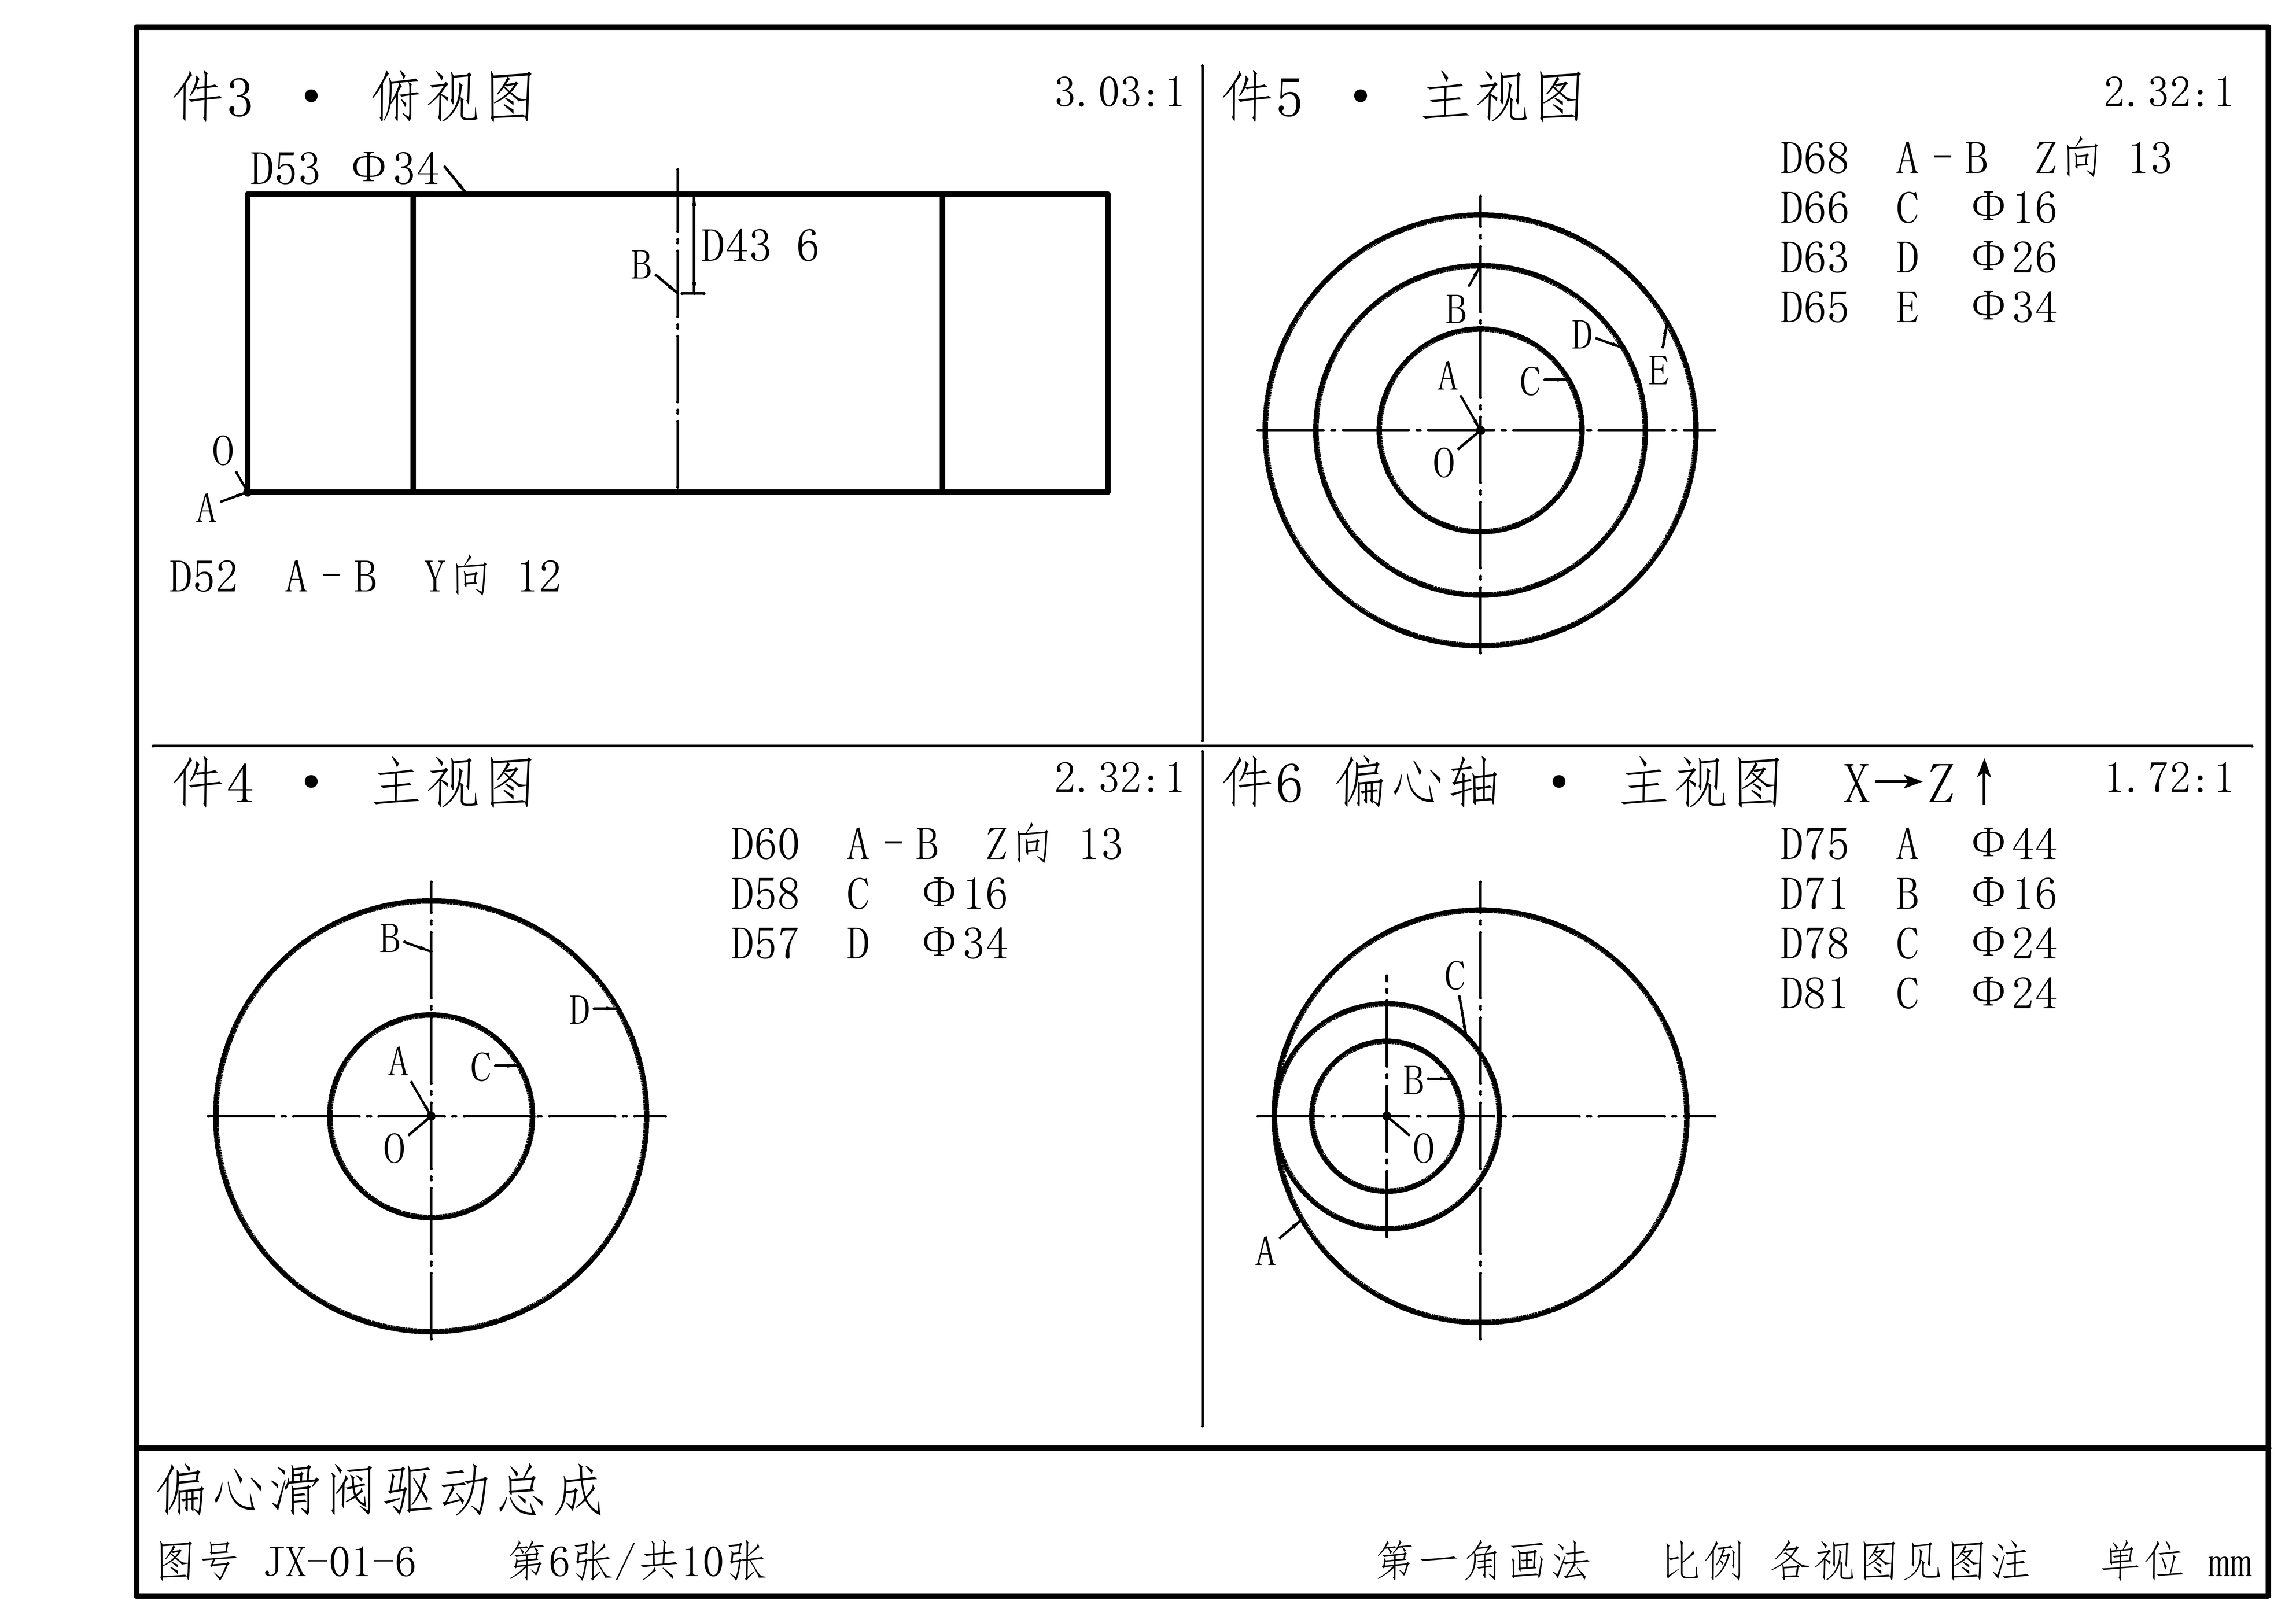 件3 · 俯视图 3.03:1
D53 Φ34
D43 6
B
O
A
D52 A-B Y向 12
件5 · 主视图 2.32:1
D68 A-B Z向 13
D66 C Φ16
D63 D Φ26
D65 E Φ34
B
D
E
A
C
O
件4 · 主视图 2.32:1
D60 A-B Z向 13
D58 C Φ16
D57 D Φ34
B
D
A
C
O
件6 偏心轴 · 主视图 X→Z↑ 1.72:1
D75 A Φ44
D71 B Φ16
D78 C Φ24
D81 C Φ24
C
B
O
A
偏心滑阀驱动总成
图号 JX-01-6 第6张/共10张 第一角画法 比例 各视图见图注 单位 mm